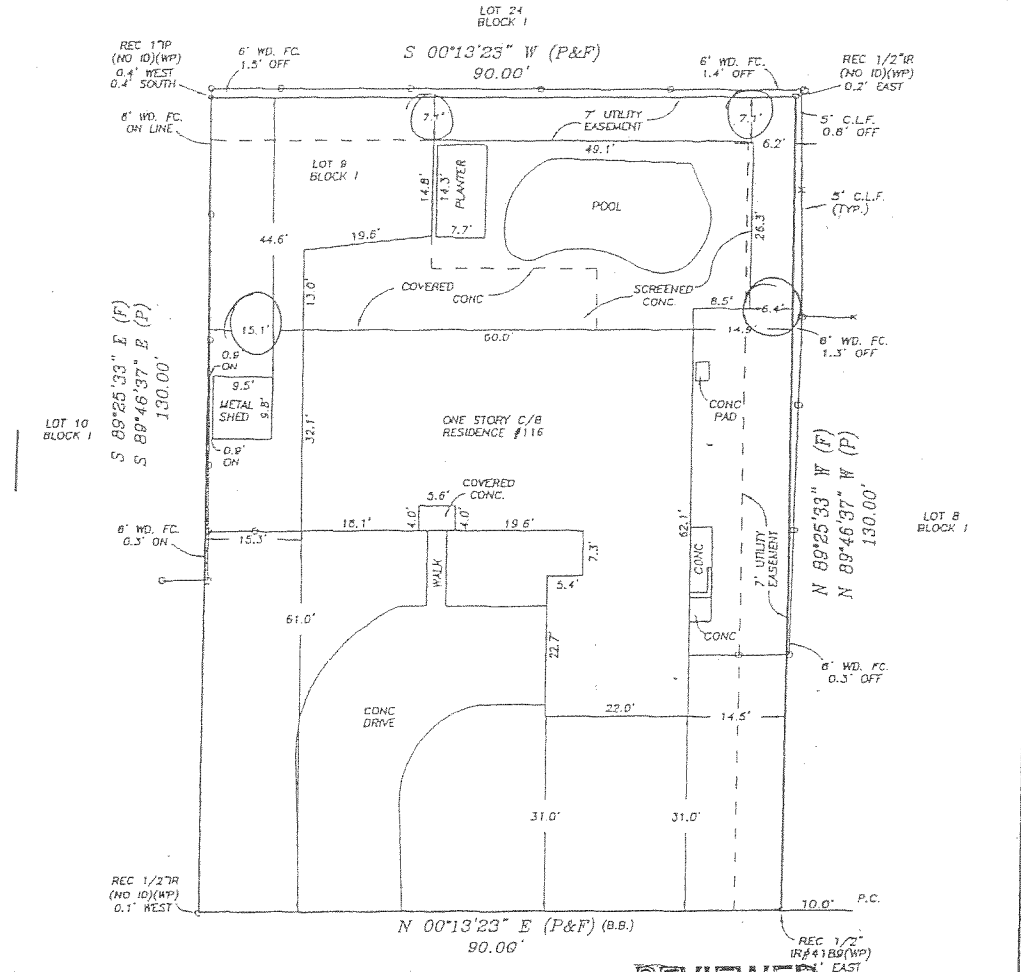 LOT 24
BLOCK 1
S 00°13'23" W (P&F)
90.00'
REC 1"IP
(NO ID)(WP)
0.4' WEST
0.4' SOUTH
6' WD. FC.
1.5' OFF
6' WD. FC.
1.4' OFF
REC 1/2"IR
(NO ID)(WP)
0.2' EAST
6' WD. FC.
ON LINE
7.1'
7' UTILITY
EASEMENT
7.1'
5' C.L.F.
0.8' OFF
6.2'
49.1'
LOT 9
BLOCK 1
14.8'
14.3'
PLANTER
7.7'
POOL
5' C.L.F.
(TYP.)
26.3'
44.6'
19.6'
13.0'
COVERED
CONC
SCREENED
CONC.
8.5'
6.4'
15.1'
60.0'
14.9'
6' WD. FC.
1.3' OFF
0.9'
ON
9.5'
METAL
SHED
9.8'
0.9'
ON
32.1'
CONC
PAD
S 89°25'33" E (F)
S 89°46'37" E (P)
130.00'
LOT 10
BLOCK 1
ONE STORY C/B
RESIDENCE #116
COVERED
CONC.
5.6'
4.0'
4.0'
18.1'
19.6'
15.3'
7.3'
5.4'
62.1'
CONC
7' UTILITY
EASEMENT
N 89°25'33" W (F)
N 89°46'37" W (P)
130.00'
LOT 8
BLOCK 1
6' WD. FC.
0.3' ON
WALK
61.0'
22.7'
CONC
6' WD. FC.
0.3' OFF
CONC
DRIVE
22.0'
14.5'
31.0'
31.0'
REC 1/2"IR
(NO ID)(WP)
0.1' WEST
10.0'
P.C.
N 00°13'23" E (P&F) (B.B.)
90.00'
REC 1/2"
IR#4189(WP)
EAST